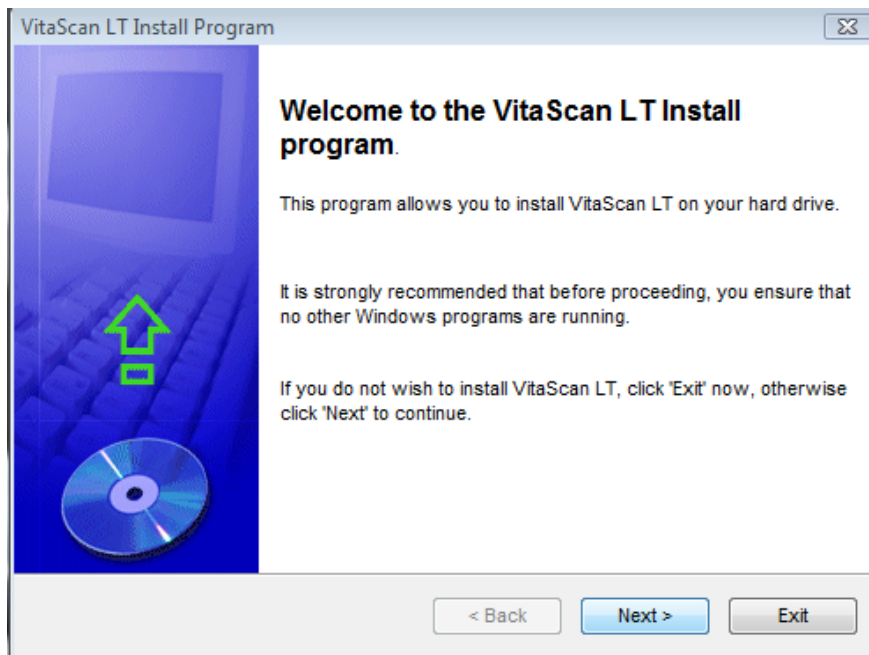 VitaScan LT Install Program
Welcome to the VitaScan LT Install
program.
This program allows you to install VitaScan LT on your hard drive.
It is strongly recommended that before proceeding, you ensure that
no other Windows programs are running.
If you do not wish to install VitaScan LT, click 'Exit' now, otherwise
click 'Next' to continue.
< Back
Next >
Exit